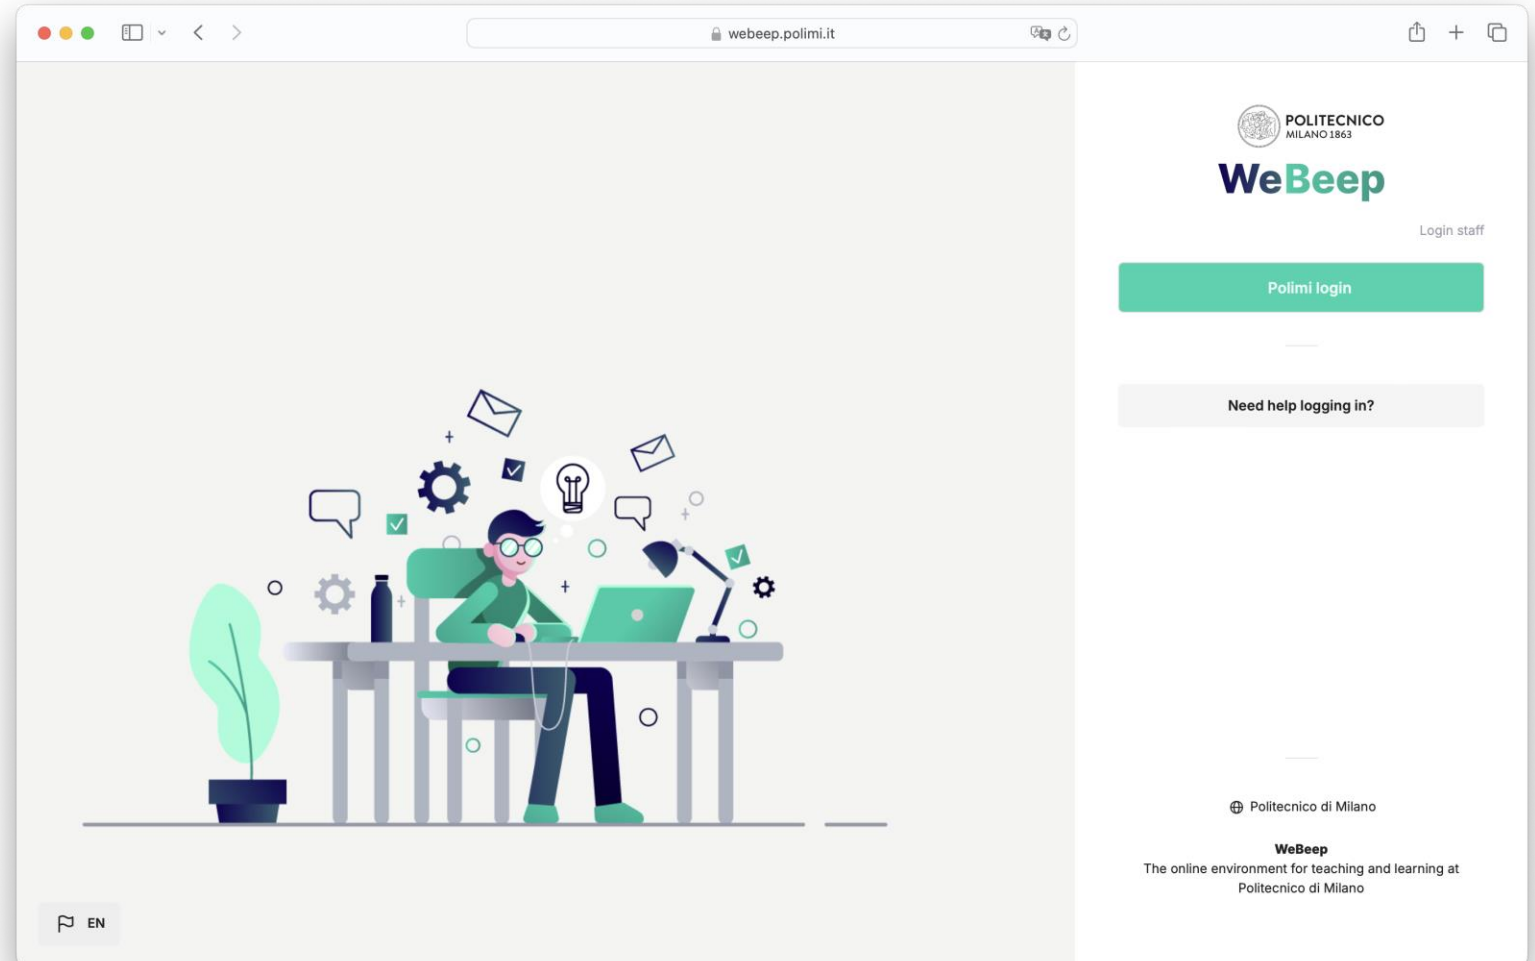 webeep.polimi.it
POLITECNICO
MILANO 1863
WeBeep
Login staff
Polimi login
Need help logging in?
Politecnico di Milano
WeBeep
The online environment for teaching and learning at
Politecnico di Milano
EN